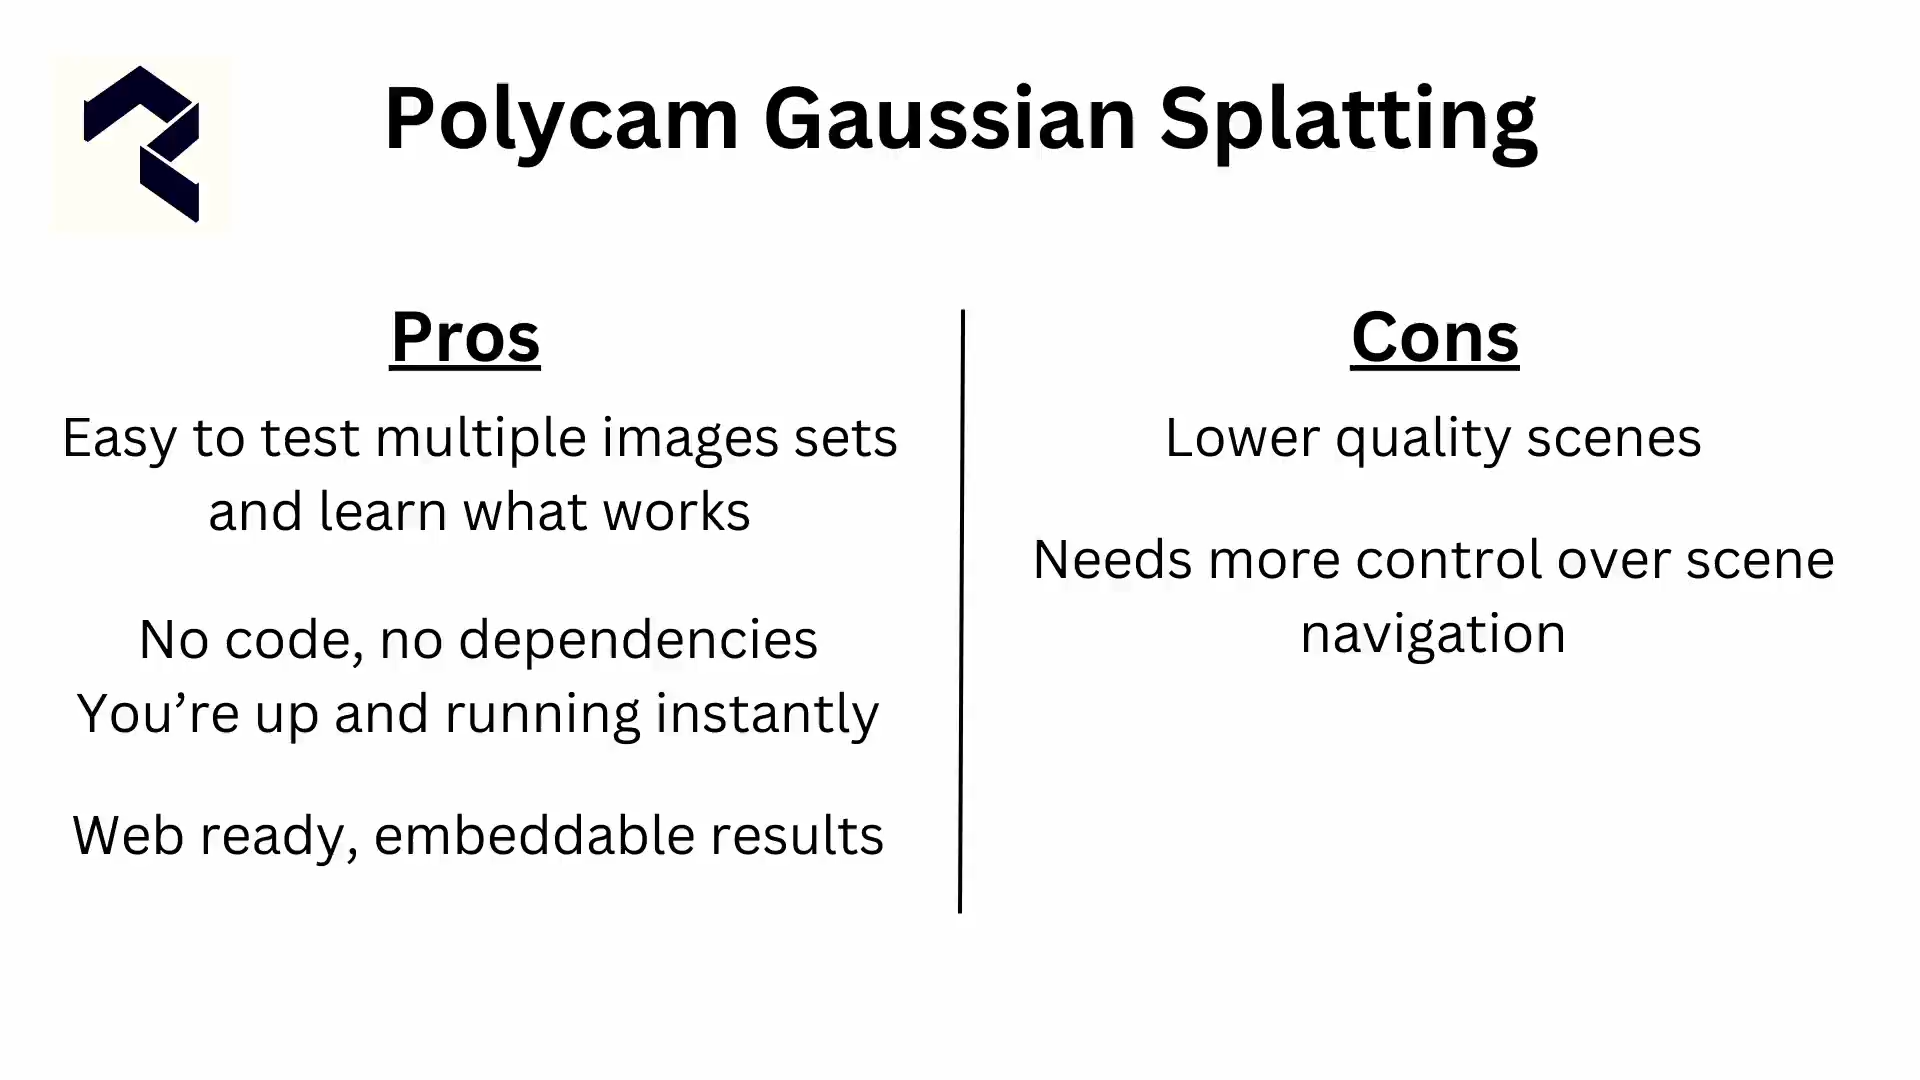 Polycam Gaussian Splatting
Pros
Easy to test multiple images sets
and learn what works
No code, no dependencies
You’re up and running instantly
Web ready, embeddable results
Cons
Lower quality scenes
Needs more control over scene
navigation